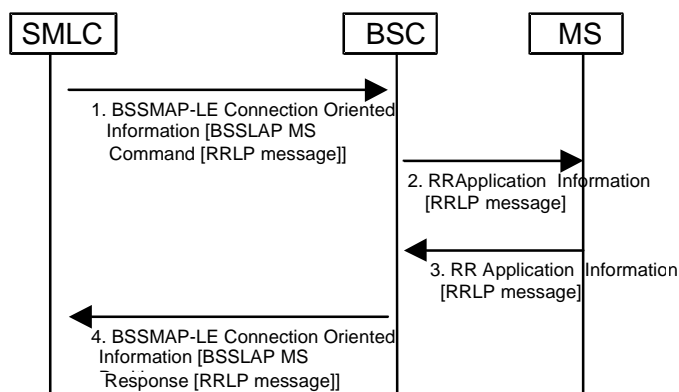 SMLC
BSC
MS
1. BSSMAP-LE Connection Oriented
Information [BSSLAP MS
Command [RRLP message]]
2. RRApplication Information
[RRLP message]
3. RR Application Information
[RRLP message]
4. BSSMAP-LE Connection Oriented
Information [BSSLAP MS
Response [RRLP message]]